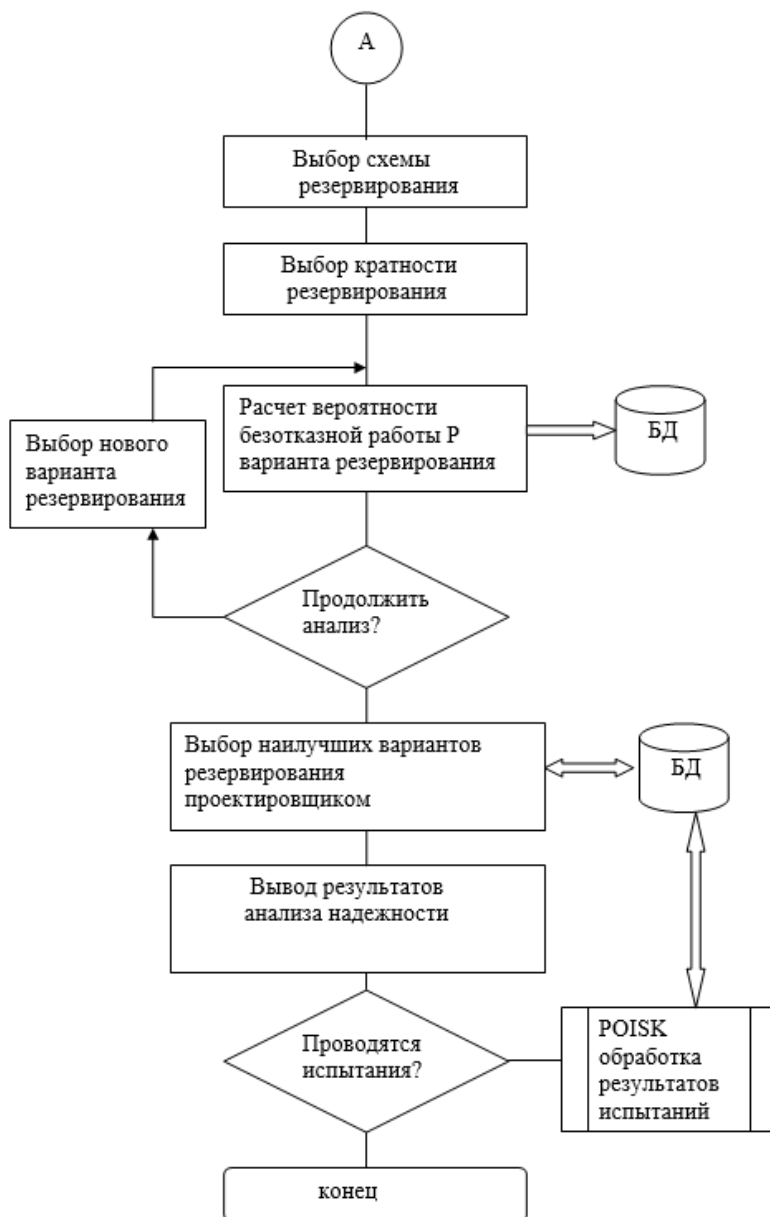 А
Выбор схемы
резервирования
Выбор кратности
резервирования
Расчет вероятности
безотказной работы Р
варианта резервирования
БД
Выбор нового
варианта
резервирования
Продолжить
анализ?
Выбор наилучших вариантов
резервирования
проектировщиком
БД
Вывод результатов
анализа надежности
Проводятся
испытания?
POISK
обработка
результатов
испытаний
конец